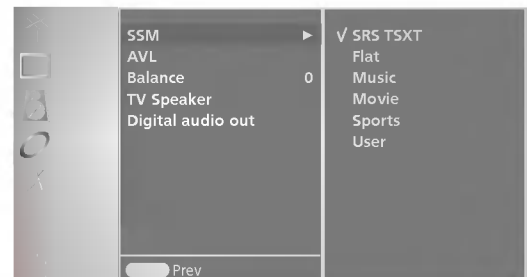 SSM ▶
AVL
Balance 0
TV Speaker
Digital audio out
Prev
√ SRS TSXT
Flat
Music
Movie
Sports
User